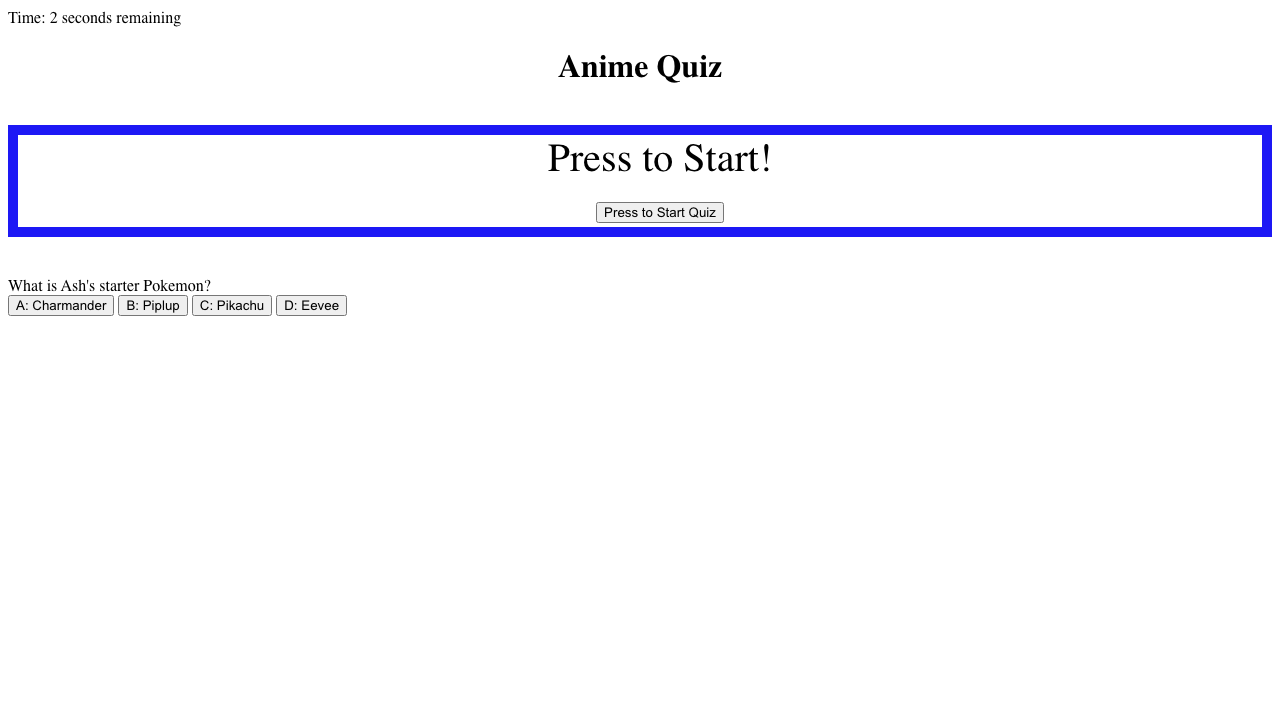 Time: 2 seconds remaining
Anime Quiz
Press to Start!
Press to Start Quiz
What is Ash's starter Pokemon?
A: Charmander B: Piplup C: Pikachu D: Eevee